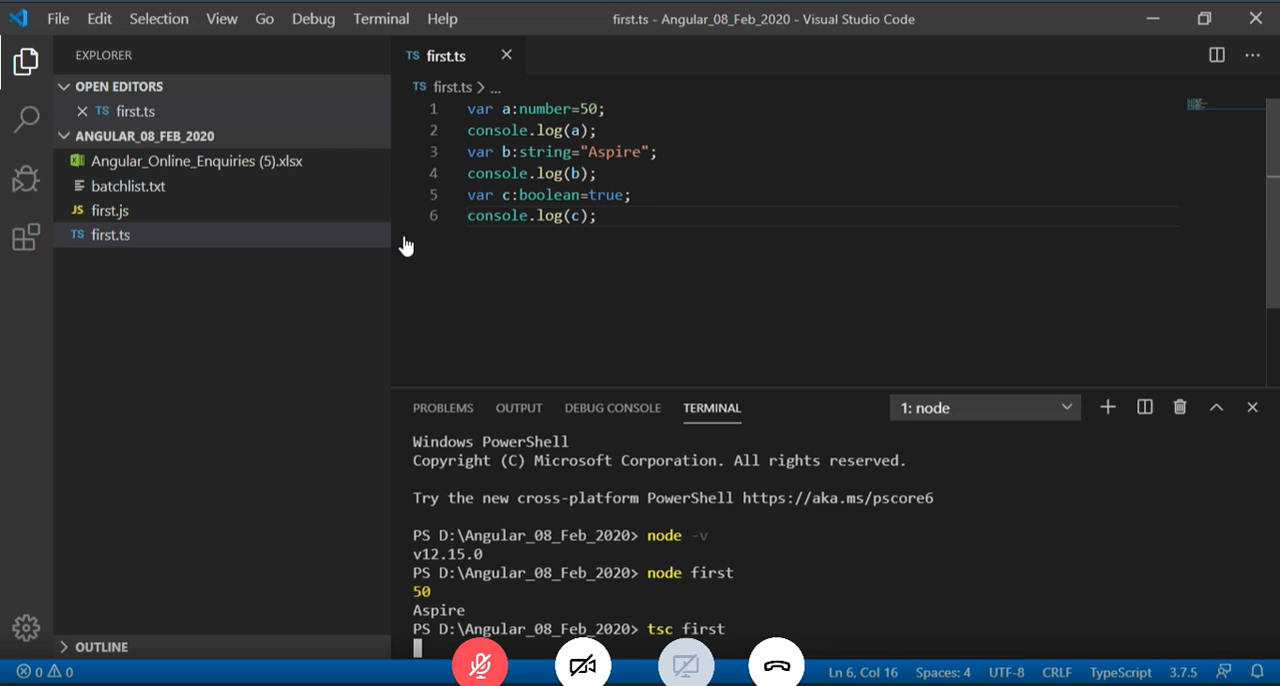 File Edit Selection View Go Debug Terminal Help
first.ts - Angular_08_Feb_2020 - Visual Studio Code
EXPLORER
OPEN EDITORS
TS first.ts
ANGULAR_08_FEB_2020
Angular_Online_Enquiries (5).xlsx
batchlist.txt
JS first.js
TS first.ts
OUTLINE
TS first.ts
TS first.ts > ...
1 var a:number=50;
2 console.log(a);
3 var b:string="Aspire";
4 console.log(b);
5 var c:boolean=true;
6 console.log(c);
PROBLEMS OUTPUT DEBUG CONSOLE TERMINAL
1: node
Windows PowerShell
Copyright (C) Microsoft Corporation. All rights reserved.
Try the new cross-platform PowerShell https://aka.ms/pscore6
PS D:\Angular_08_Feb_2020> node -v
v12.15.0
PS D:\Angular_08_Feb_2020> node first
50
Aspire
PS D:\Angular_08_Feb_2020> tsc first
0 0
Ln 6, Col 16 Spaces: 4 UTF-8 CRLF TypeScript 3.7.5